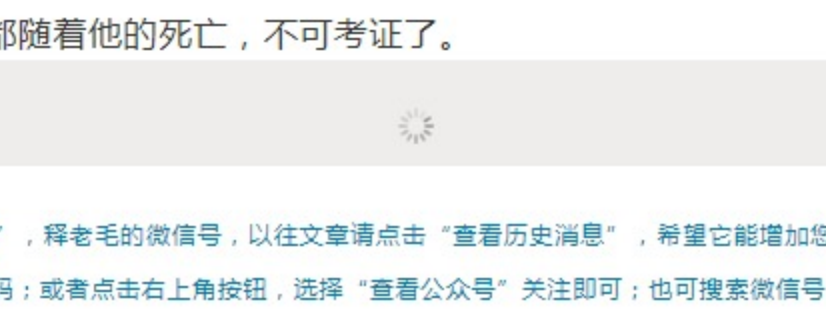 都随着他的死亡，不可考证了。
”，释老毛的微信号，以往文章请点击“查看历史消息”，希望它能增加您
码；或者点击右上角按钮，选择“查看公众号”关注即可；也可搜索微信号